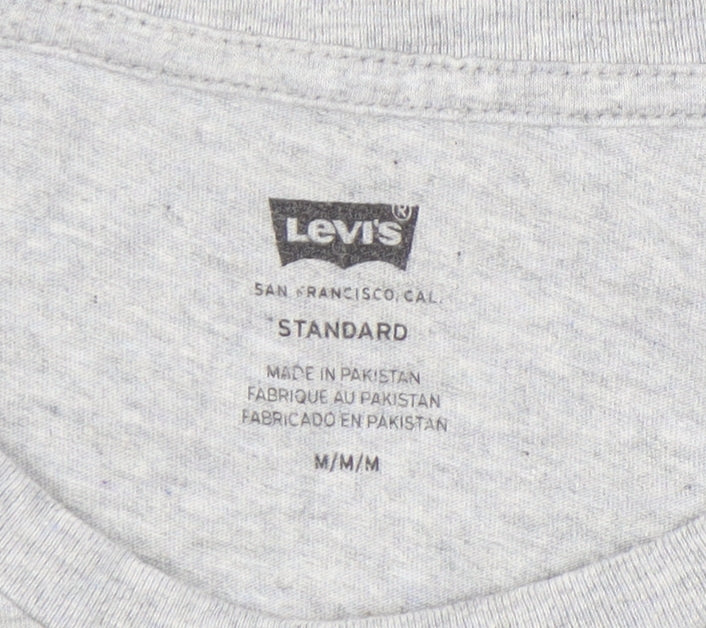 Levi's®
SAN FRANCISCO, CAL.
STANDARD
MADE IN PAKISTAN
FABRIQUE AU PAKISTAN
FABRICADO EN PAKISTAN
M/M/M